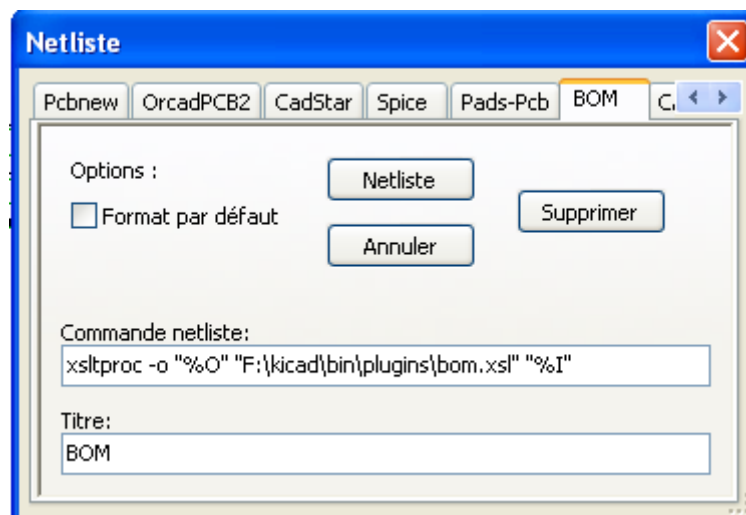 Netliste
Pcbnew OrcadPCB2 CadStar Spice Pads-Pcb BOM
Options :
Netliste
Format par défaut
Supprimer
Annuler
Commande netliste:
xsltproc -o "%O" "F:\kicad\bin\plugins\bom.xsl" "%I"
Titre:
BOM